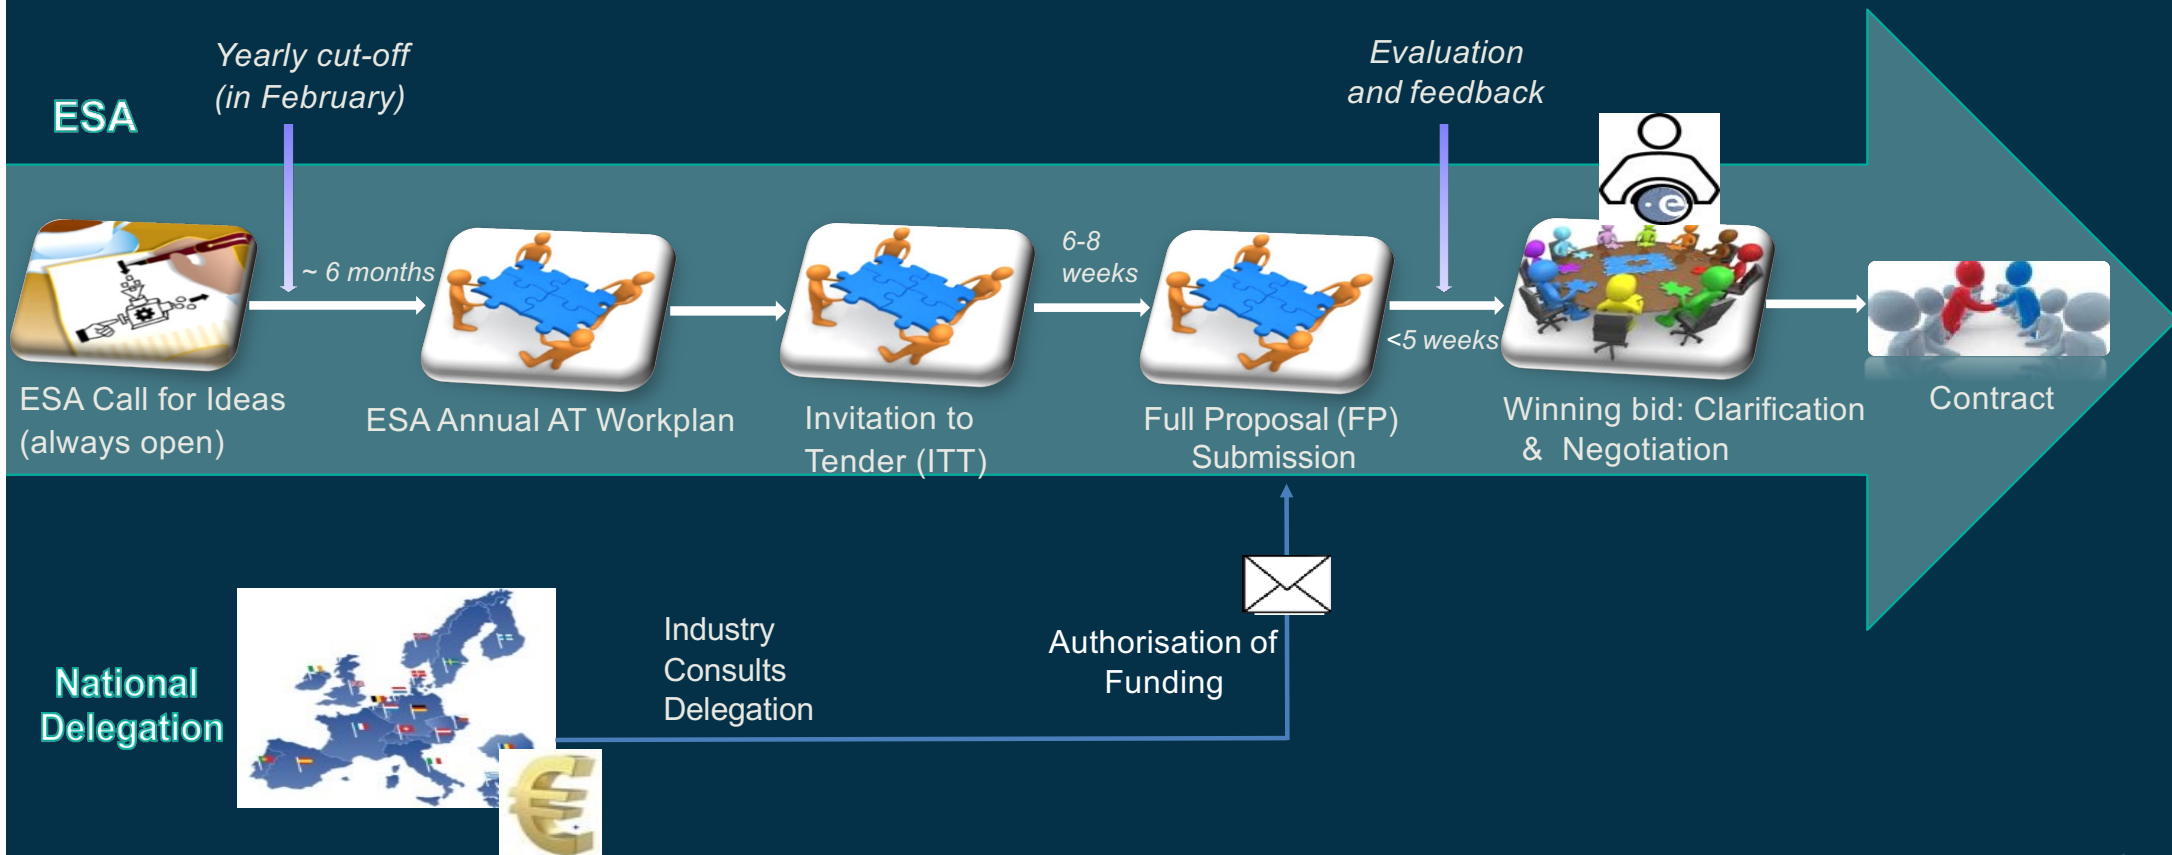 Yearly cut-off
(in February)
Evaluation
and feedback
ESA
~ 6 months
6-8
weeks
<5 weeks
ESA Call for Ideas
(always open)
ESA Annual AT Workplan
Invitation to
Tender (ITT)
Full Proposal (FP)
Submission
Winning bid: Clarification
& Negotiation
Contract
Industry
Consults
Delegation
Authorisation of
Funding
National
Delegation